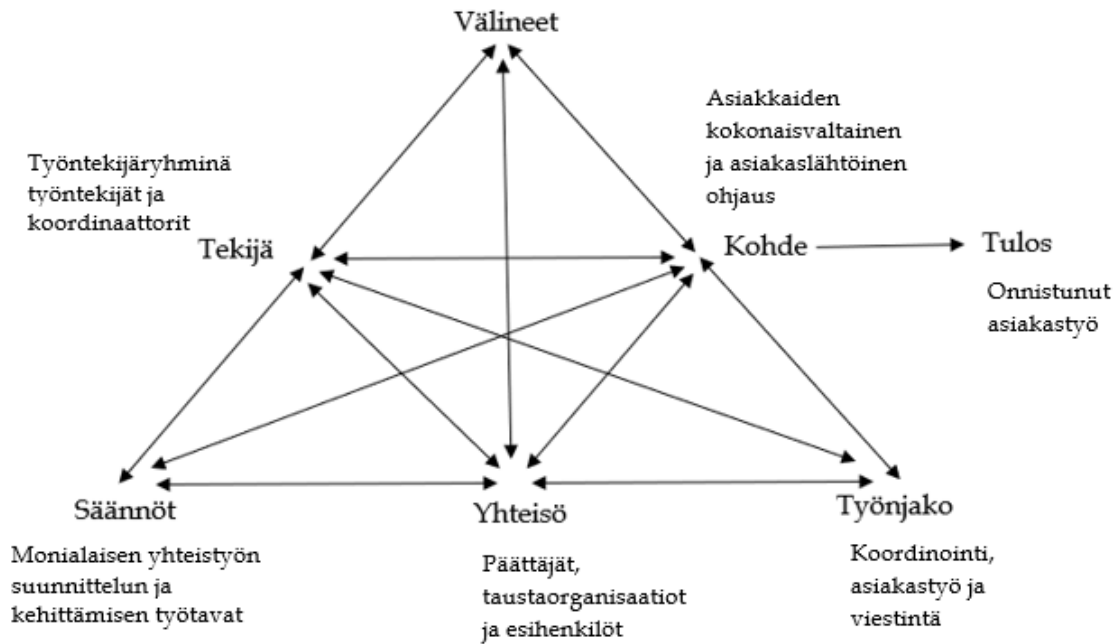 Välineet
Asiakkaiden
kokonaisvaltainen
ja asiakaslähtöinen
ohjaus
Työntekijäryhminä
työntekijät ja
koordinaattorit
Tekijä
Kohde
Tulos
Onnistunut
asiakastyö
Säännöt
Monialaisen yhteistyön
suunnittelun ja
kehittämisen työtavat
Yhteisö
Päättäjät,
taustaorganisaatiot
ja esihenkilöt
Työnjako
Koordinointi,
asiakastyö ja
viestintä